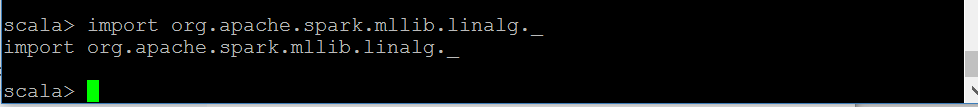 scala> import org.apache.spark.mllib.linalg._
import org.apache.spark.mllib.linalg._
scala>